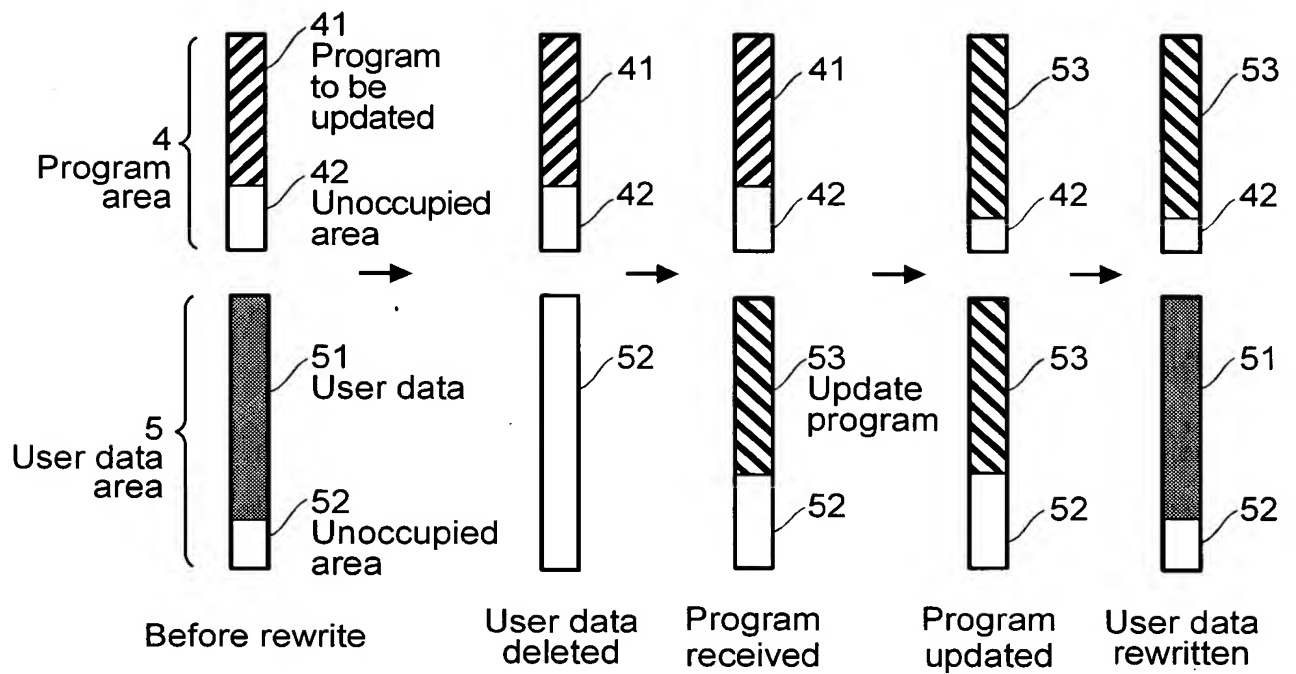 41
Program
to be
updated
4
Program
area
42
Unoccupied
area
41
42
41
42
53
42
53
42
5
User data
area
51
User data
52
Unoccupied
area
52
53
Update
program
52
53
52
51
52
Before rewrite
User data
deleted
Program
received
Program
updated
User data
rewritten